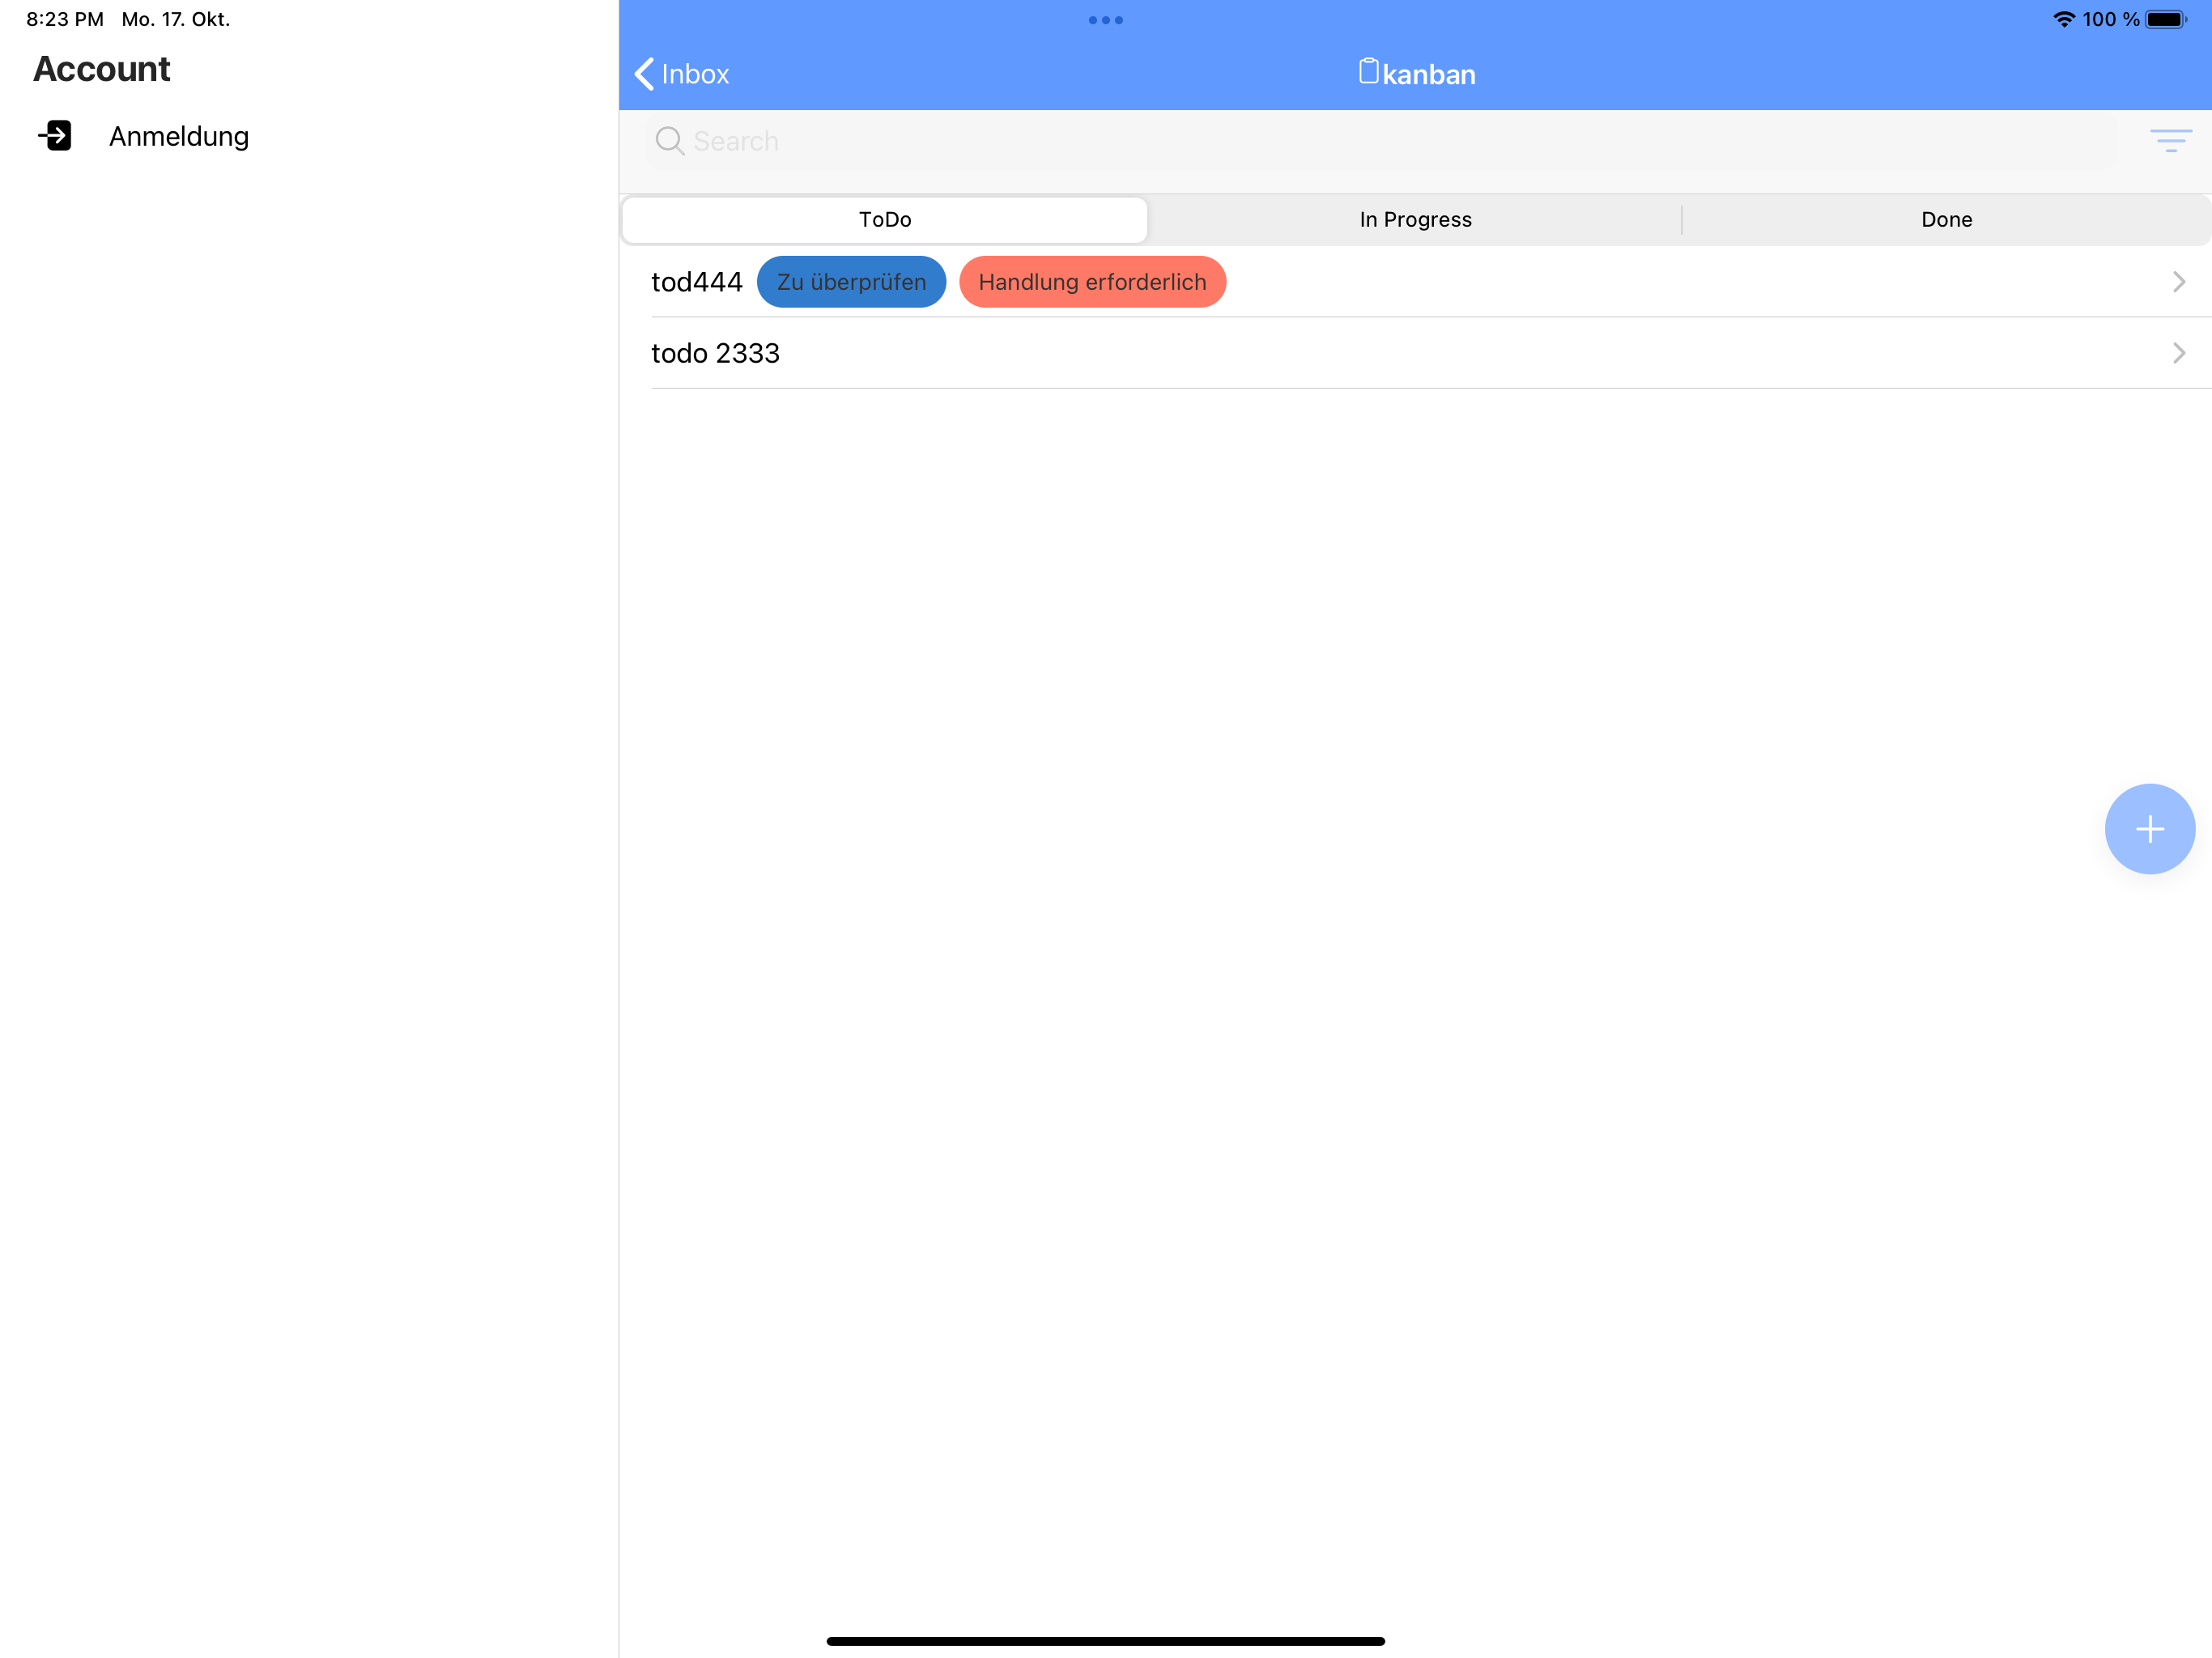 8:23 PM Mo. 17. Okt.
100 %
Account
Anmeldung
Inbox
kanban
Search
ToDo
In Progress
Done
tod444 Zu überprüfen Handlung erforderlich
todo 2333